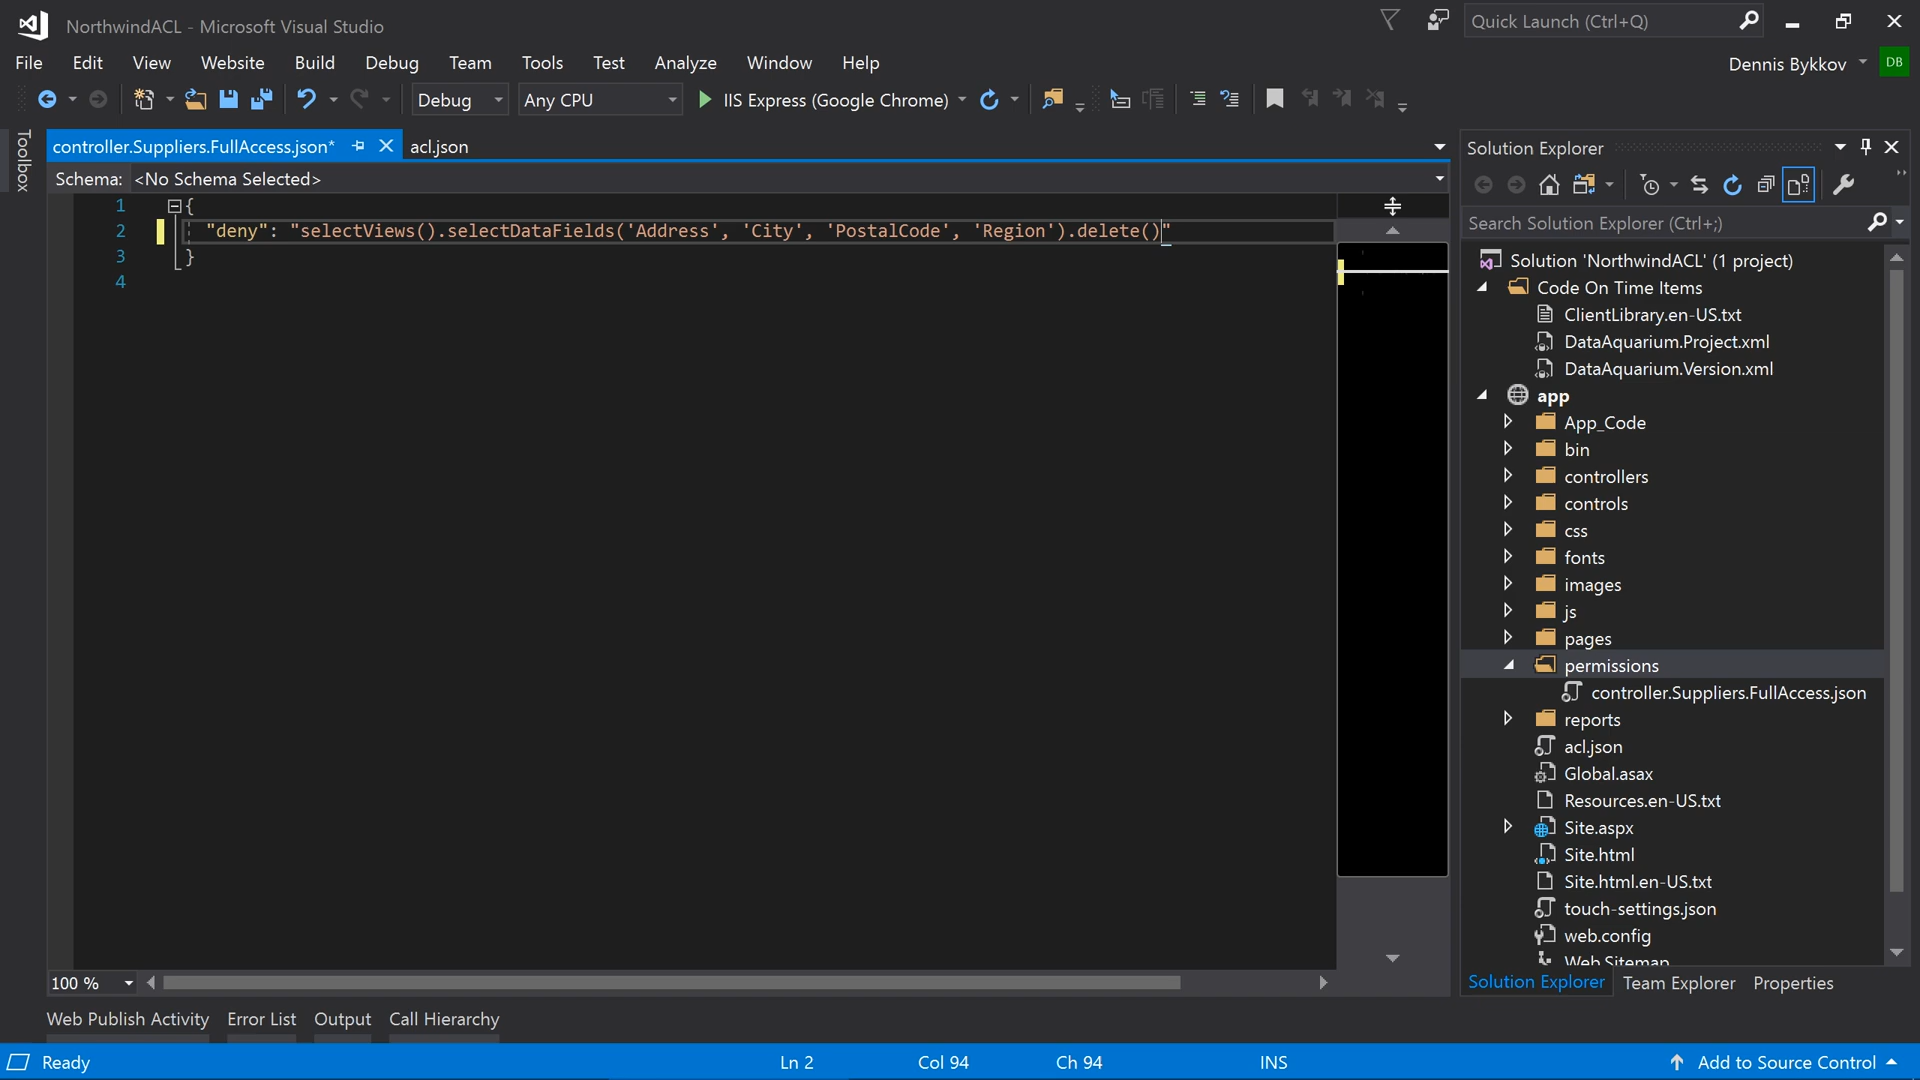 NorthwindACL - Microsoft Visual Studio
Quick Launch (Ctrl+Q)
File Edit View Website Build Debug Team Tools Test Analyze Window Help
Dennis Bykkov
DB
Debug
Any CPU
IIS Express (Google Chrome)
Toolbox
controller.Suppliers.FullAccess.json*
acl.json
Schema: <No Schema Selected>
1 {
2 "deny": "selectViews().selectDataFields('Address', 'City', 'PostalCode', 'Region').delete()"
3 }
4
100 %
Solution Explorer
Search Solution Explorer (Ctrl+;)
Solution 'NorthwindACL' (1 project)
Code On Time Items
ClientLibrary.en-US.txt
DataAquarium.Project.xml
DataAquarium.Version.xml
app
App_Code
bin
controllers
controls
css
fonts
images
js
pages
permissions
controller.Suppliers.FullAccess.json
reports
acl.json
Global.asax
Resources.en-US.txt
Site.aspx
Site.html
Site.html.en-US.txt
touch-settings.json
web.config
Web.Sitemap
Solution Explorer Team Explorer Properties
Web Publish Activity Error List Output Call Hierarchy
Ready
Ln 2
Col 94
Ch 94
INS
Add to Source Control